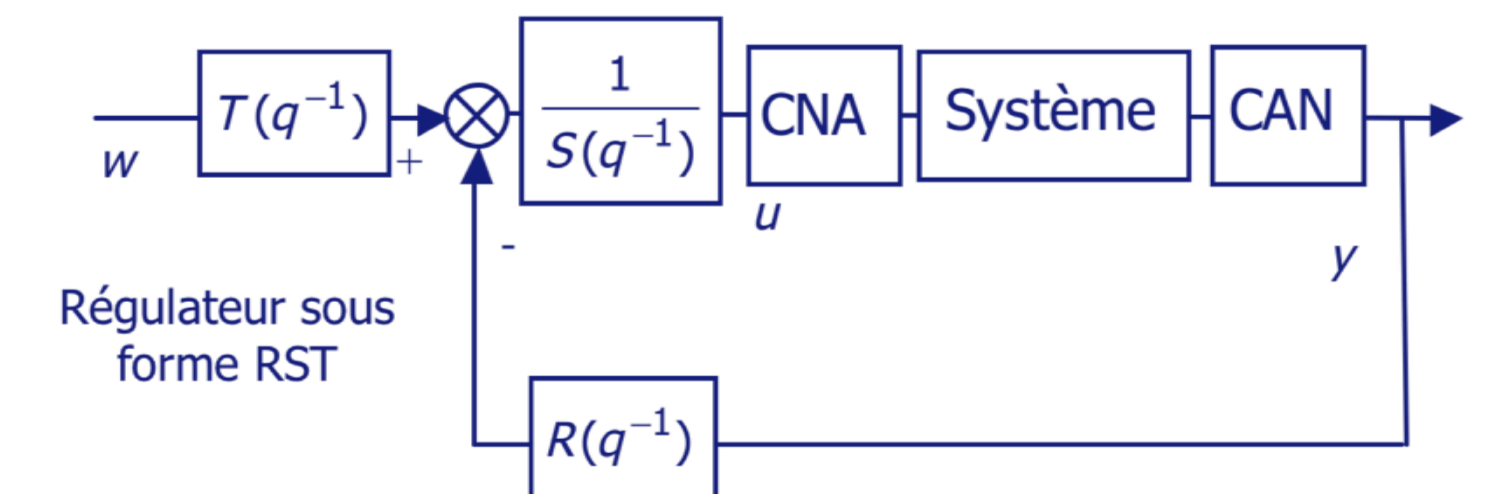 T(q⁻¹)
1
S(q⁻¹)
CNA
Système
CAN
w
+
u
-
y
Régulateur sous
forme RST
R(q⁻¹)